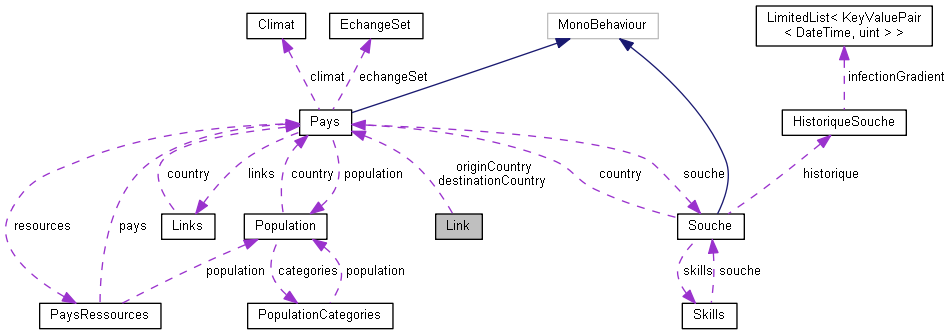 Climat
EchangeSet
MonoBehaviour
LimitedList< KeyValuePair
< DateTime, uint > >
climat
echangeSet
infectionGradient
Pays
HistoriqueSouche
country
links
country
population
originCountry
destinationCountry
country
souche
historique
resources
pays
Links
Population
Link
Souche
population
categories
population
skills
souche
PaysRessources
PopulationCategories
Skills